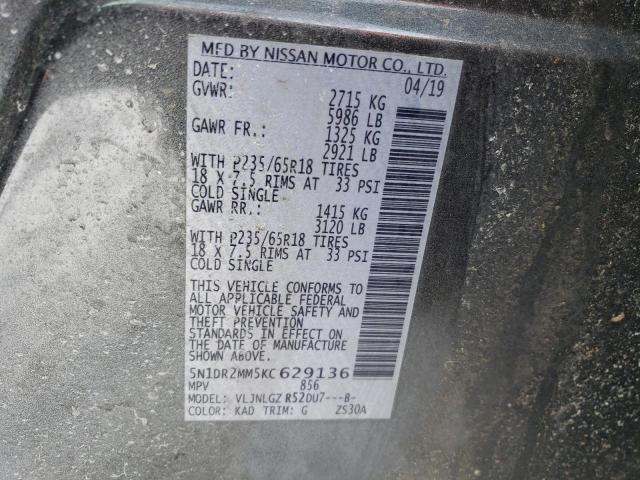 MFD BY NISSAN MOTOR CO., LTD.
DATE: 04/19
GVWR: 2715 KG
5986 LB
GAWR FR.: 1325 KG
2921 LB
WITH P235/65R18 TIRES
18 X 7.5 RIMS AT 33 PSI
COLD SINGLE
GAWR RR.: 1415 KG
3120 LB
WITH P235/65R18 TIRES
18 X 7.5 RIMS AT 33 PSI
COLD SINGLE
THIS VEHICLE CONFORMS TO
ALL APPLICABLE FEDERAL
MOTOR VEHICLE SAFETY AND
THEFT PREVENTION
STANDARDS IN EFFECT ON
THE DATE OF MANUFACTURE
SHOWN ABOVE.
5N1DR2MM5KC 629136
MPV 856
MODEL: VLJNLGZ R52DU7---B-
COLOR: KAD TRIM: G ZS30A